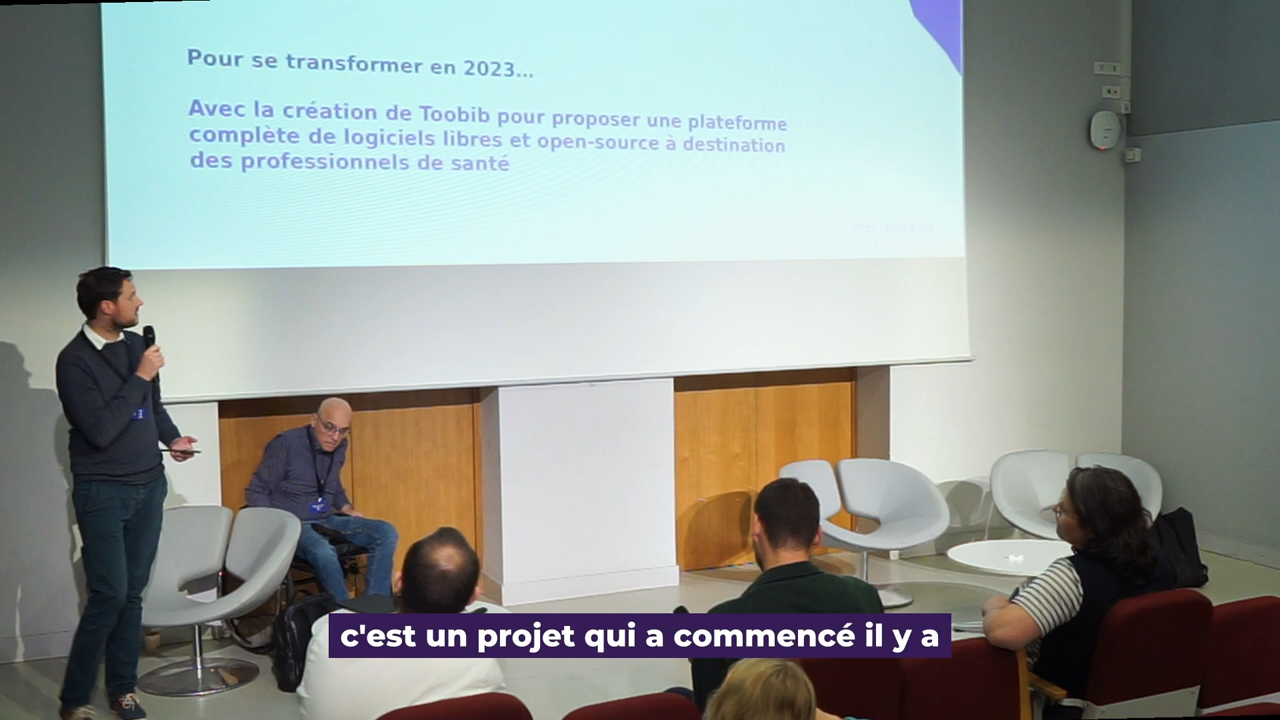 Pour se transformer en 2023...
Avec la création de Toobib pour proposer une plateforme
complète de logiciels libres et open-source à destination
des professionnels de santé
c'est un projet qui a commencé il y a